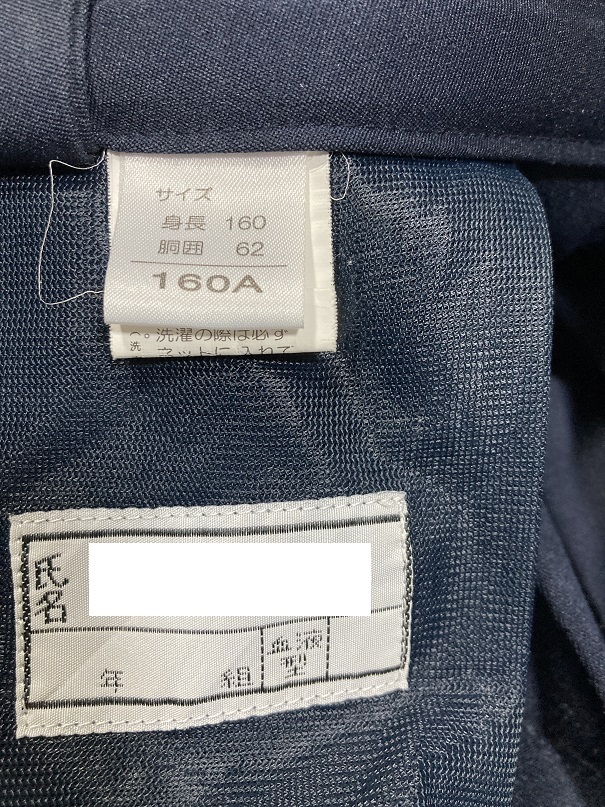 サイズ
身長 160
胴囲 62
160A
洗濯の際は必ず
洗 ネットに入れて
氏名
年 組 血液型